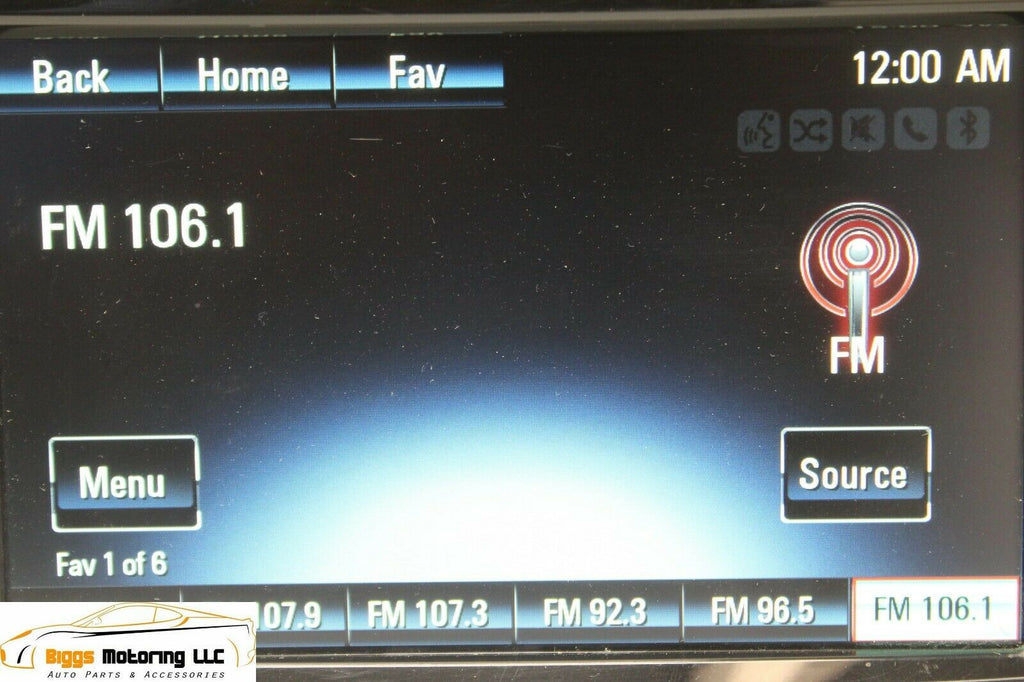 Back Home Fav 12:00 AM
FM 106.1
FM
Menu Source
Fav 1 of 6
107.9 FM 107.3 FM 92.3 FM 96.5 FM 106.1
Biggs Motoring LLC
Auto Parts & Accessories